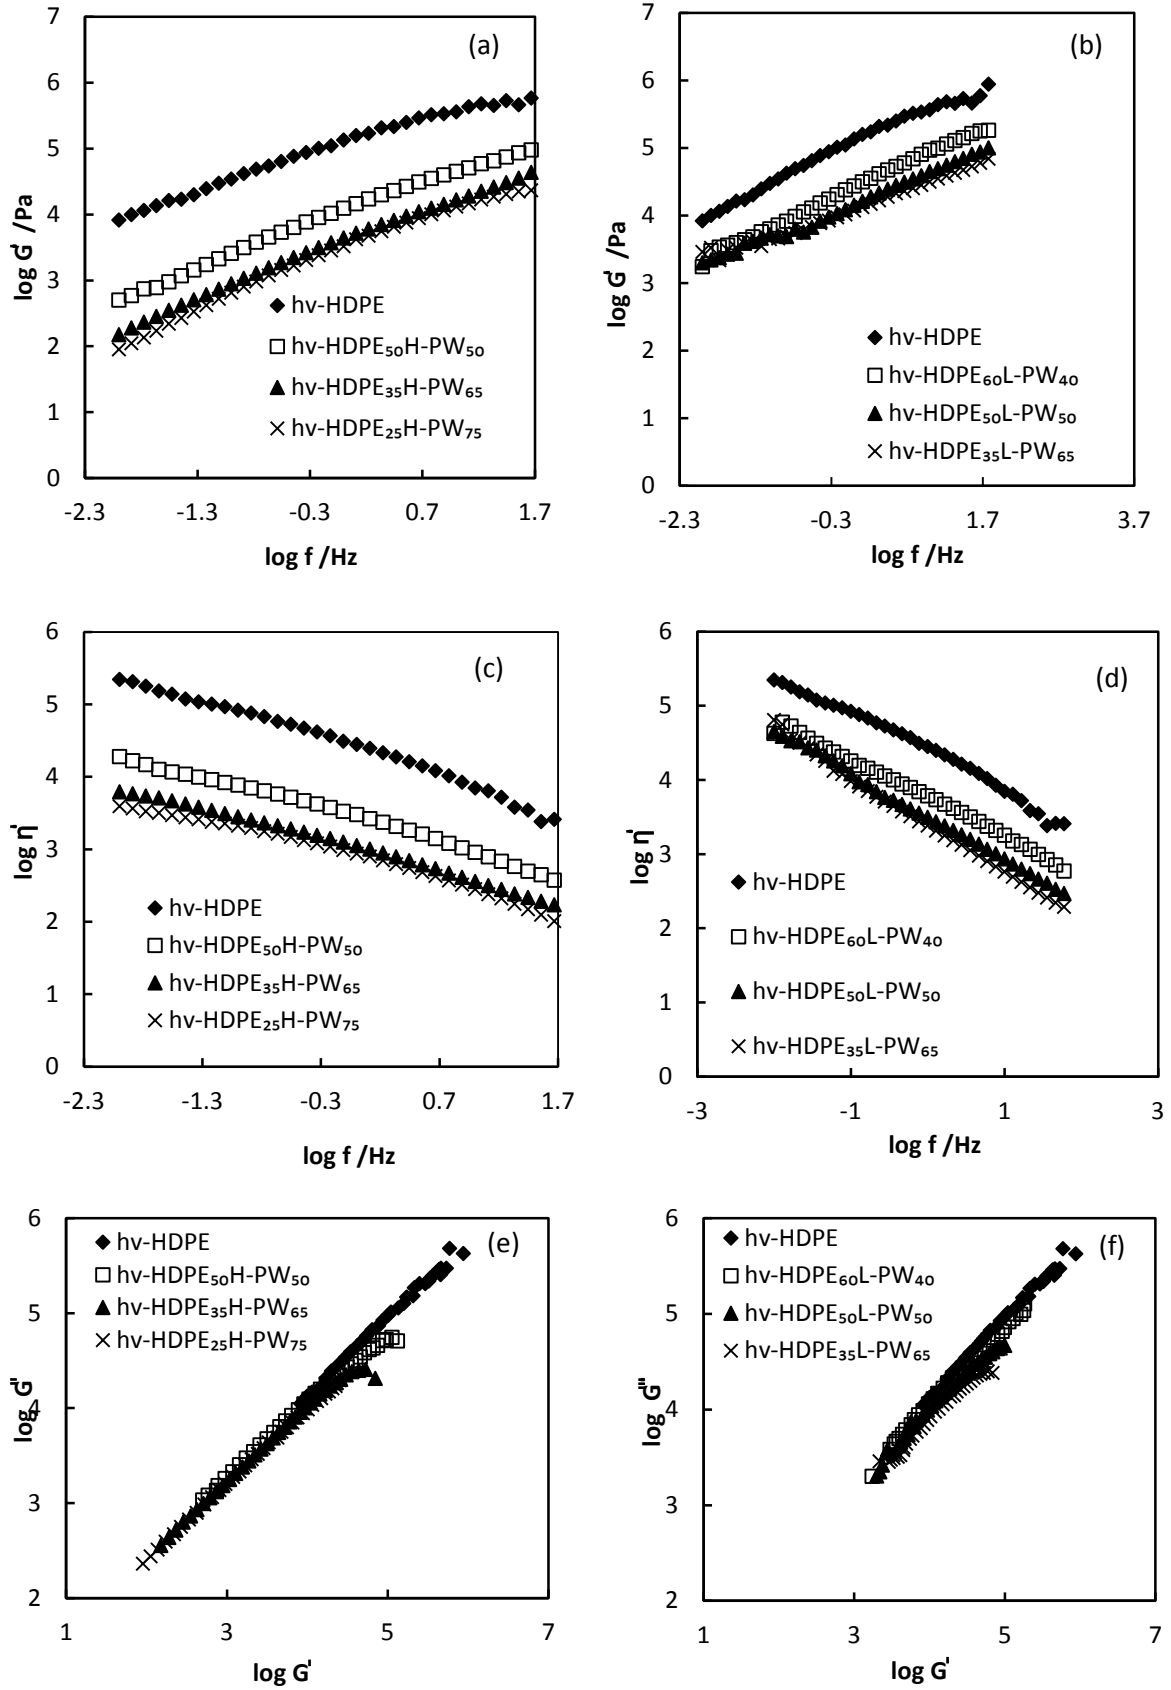 (a)
7
6
5
4
3
2
1
0
log G' /Pa
hv-HDPE
hv-HDPE₅₀H-PW₅₀
hv-HDPE₃₅H-PW₆₅
hv-HDPE₂₅H-PW₇₅
-2.3 -1.3 -0.3 0.7 1.7
log f /Hz
(b)
7
6
5
4
3
2
1
0
log G' /Pa
hv-HDPE
hv-HDPE₆₀L-PW₄₀
hv-HDPE₅₀L-PW₅₀
hv-HDPE₃₅L-PW₆₅
-2.3 -0.3 1.7 3.7
log f /Hz
(c)
6
5
4
3
2
1
0
log η'
hv-HDPE
hv-HDPE₅₀H-PW₅₀
hv-HDPE₃₅H-PW₆₅
hv-HDPE₂₅H-PW₇₅
-2.3 -1.3 -0.3 0.7 1.7
log f /Hz
(d)
6
5
4
3
2
1
0
log η'
hv-HDPE
hv-HDPE₆₀L-PW₄₀
hv-HDPE₅₀L-PW₅₀
hv-HDPE₃₅L-PW₆₅
-3 -1 1 3
log f /Hz
(e)
6
5
4
3
2
log G''
hv-HDPE
hv-HDPE₅₀H-PW₅₀
hv-HDPE₃₅H-PW₆₅
hv-HDPE₂₅H-PW₇₅
1 3 5 7
log G'
(f)
6
5
4
3
2
log G'''
hv-HDPE
hv-HDPE₆₀L-PW₄₀
hv-HDPE₅₀L-PW₅₀
hv-HDPE₃₅L-PW₆₅
1 3 5 7
log G'